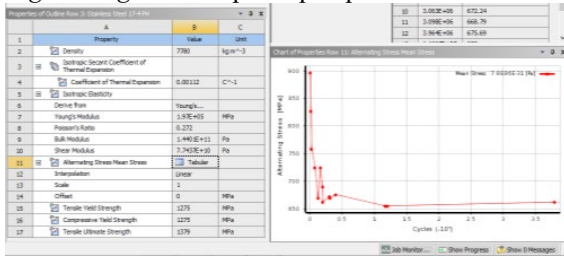 Properties of Outline Row 3: Stainless Steel 17-4 PH
A B C
1 Property Value Unit
2 Density 7780 kg m^-3
3 Isotropic Secant Coefficient of Thermal Expansion
4 Coefficient of Thermal Expansion 0.00112 C^-1
5 Isotropic Elasticity
6 Derive from Young's...
7 Young's Modulus 1.97E+05 MPa
8 Poisson's Ratio 0.272
9 Bulk Modulus 1.4401E+11 Pa
10 Shear Modulus 7.7437E+10 Pa
11 Alternating Stress Mean Stress Tabular
12 Interpolation Linear
13 Scale 1
14 Offset 0 MPa
15 Tensile Yield Strength 1275 MPa
16 Compressive Yield Strength 1275 MPa
17 Tensile Ultimate Strength 1379 MPa
10 3.063E+06 672.24
11 3.098E+06 668.79
12 3.964E+06 675.69
Chart of Properties Row 11: Alternating Stress Mean Stress
Alternating Stress [MPa]
900
850
800
750
700
650
0 0.5 1 1.5 2 2.5 3 3.5
Cycles
Job Monitor... Show Progress Show 0 Messages